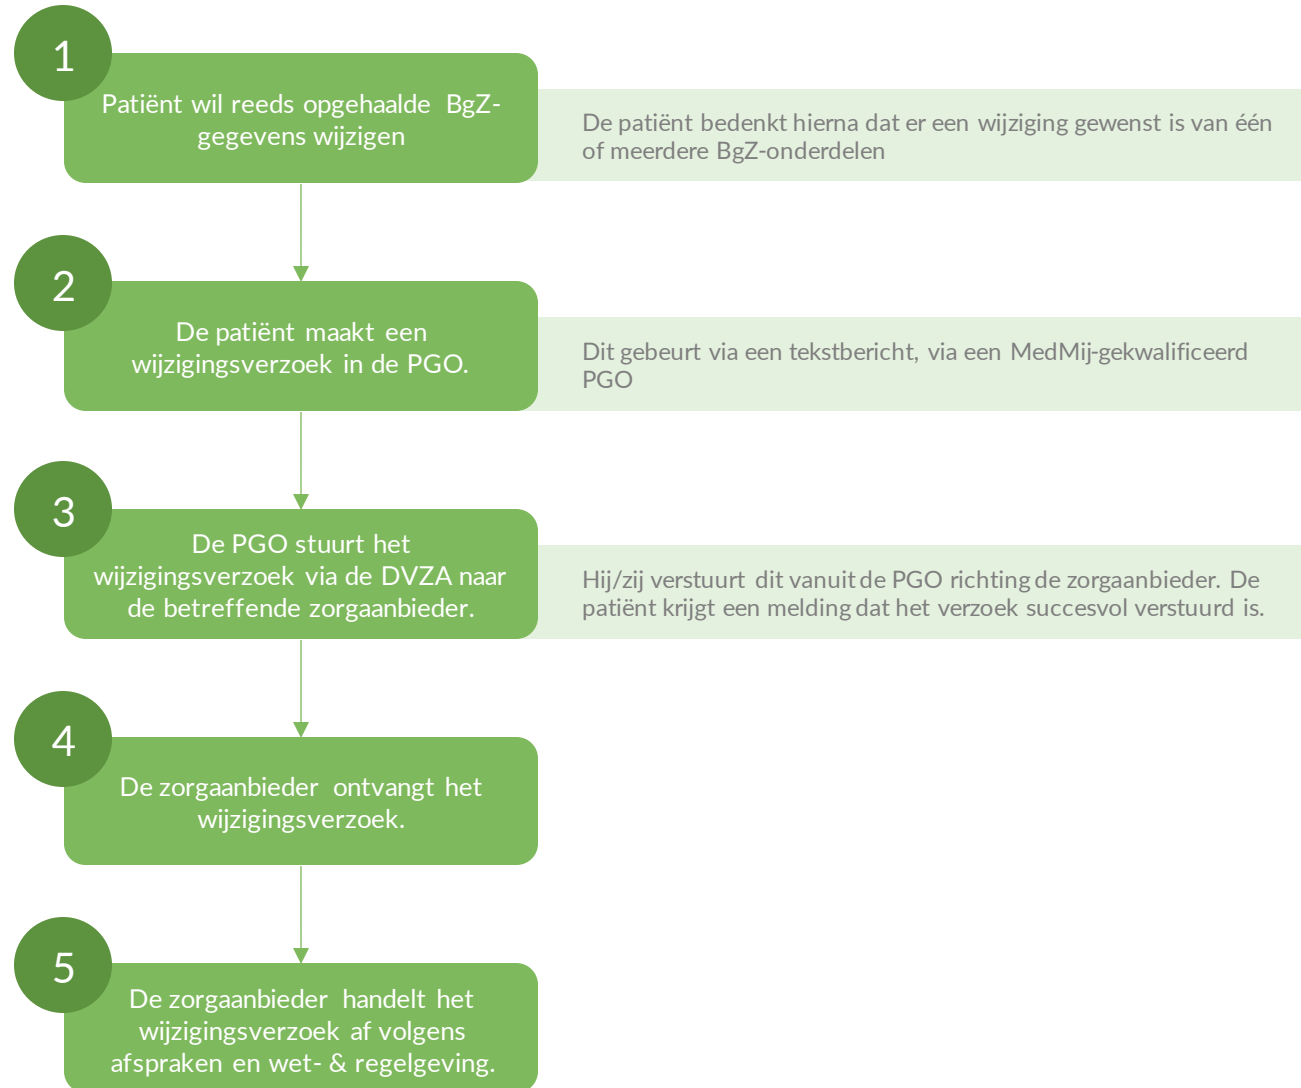 1
Patiënt wil reeds opgehaalde BgZ-
gegevens wijzigen
De patiënt bedenkt hierna dat er een wijziging gewenst is van één
of meerdere BgZ-onderdelen
2
De patiënt maakt een
wijzigingsverzoek in de PGO.
Dit gebeurt via een tekstbericht, via een MedMij-gekwalificeerd
PGO
3
De PGO stuurt het
wijzigingsverzoek via de DVZA naar
de betreffende zorgaanbieder.
Hij/zij verstuurt dit vanuit de PGO richting de zorgaanbieder. De
patiënt krijgt een melding dat het verzoek succesvol verstuurd is.
4
De zorgaanbieder ontvangt het
wijzigingsverzoek.
5
De zorgaanbieder handelt het
wijzigingsverzoek af volgens
afspraken en wet- & regelgeving.